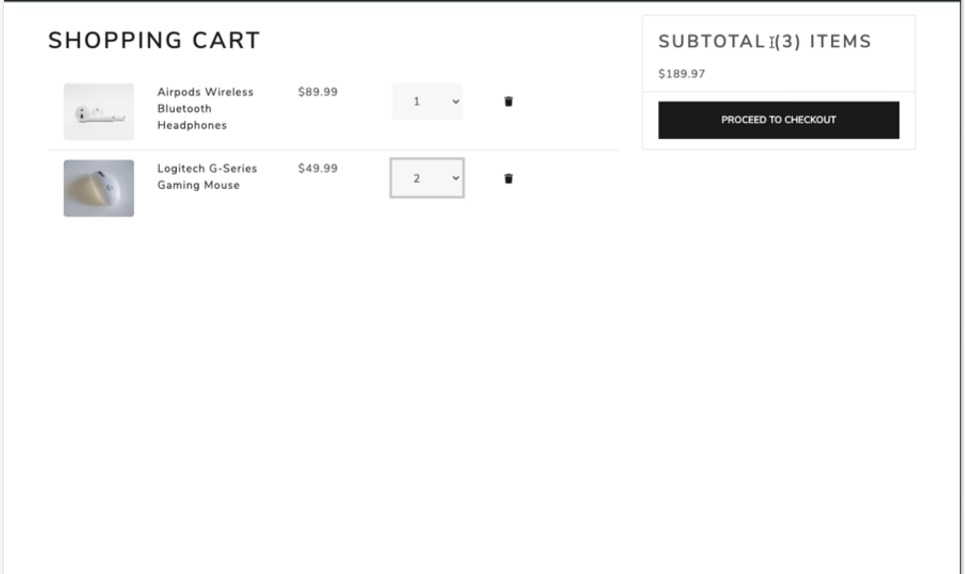 SHOPPING CART
Airpods Wireless
Bluetooth
Headphones
$89.99
1
Logitech G-Series
Gaming Mouse
$49.99
2
SUBTOTAL (3) ITEMS
$189.97
PROCEED TO CHECKOUT